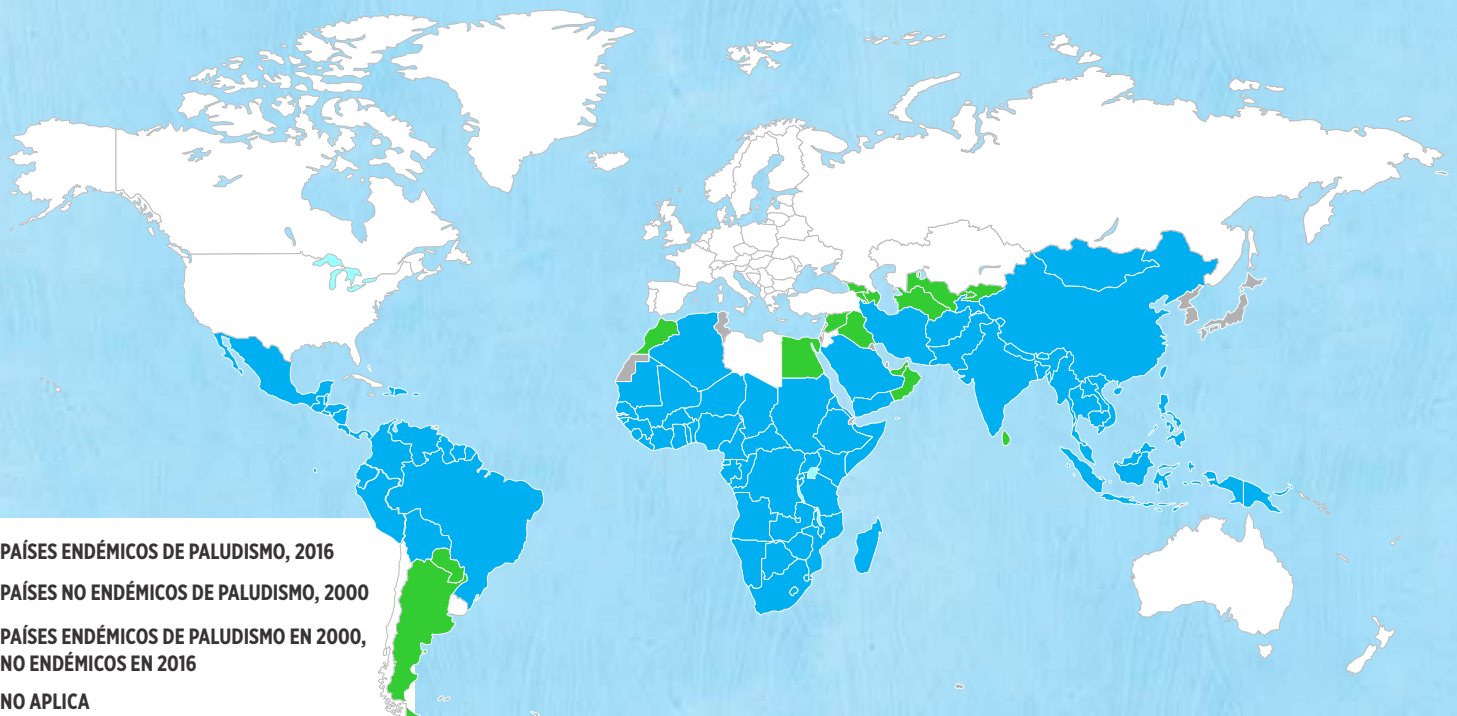 PAÍSES ENDÉMICOS DE PALUDISMO, 2016
PAÍSES NO ENDÉMICOS DE PALUDISMO, 2000
PAÍSES ENDÉMICOS DE PALUDISMO EN 2000,
NO ENDÉMICOS EN 2016
NO APLICA